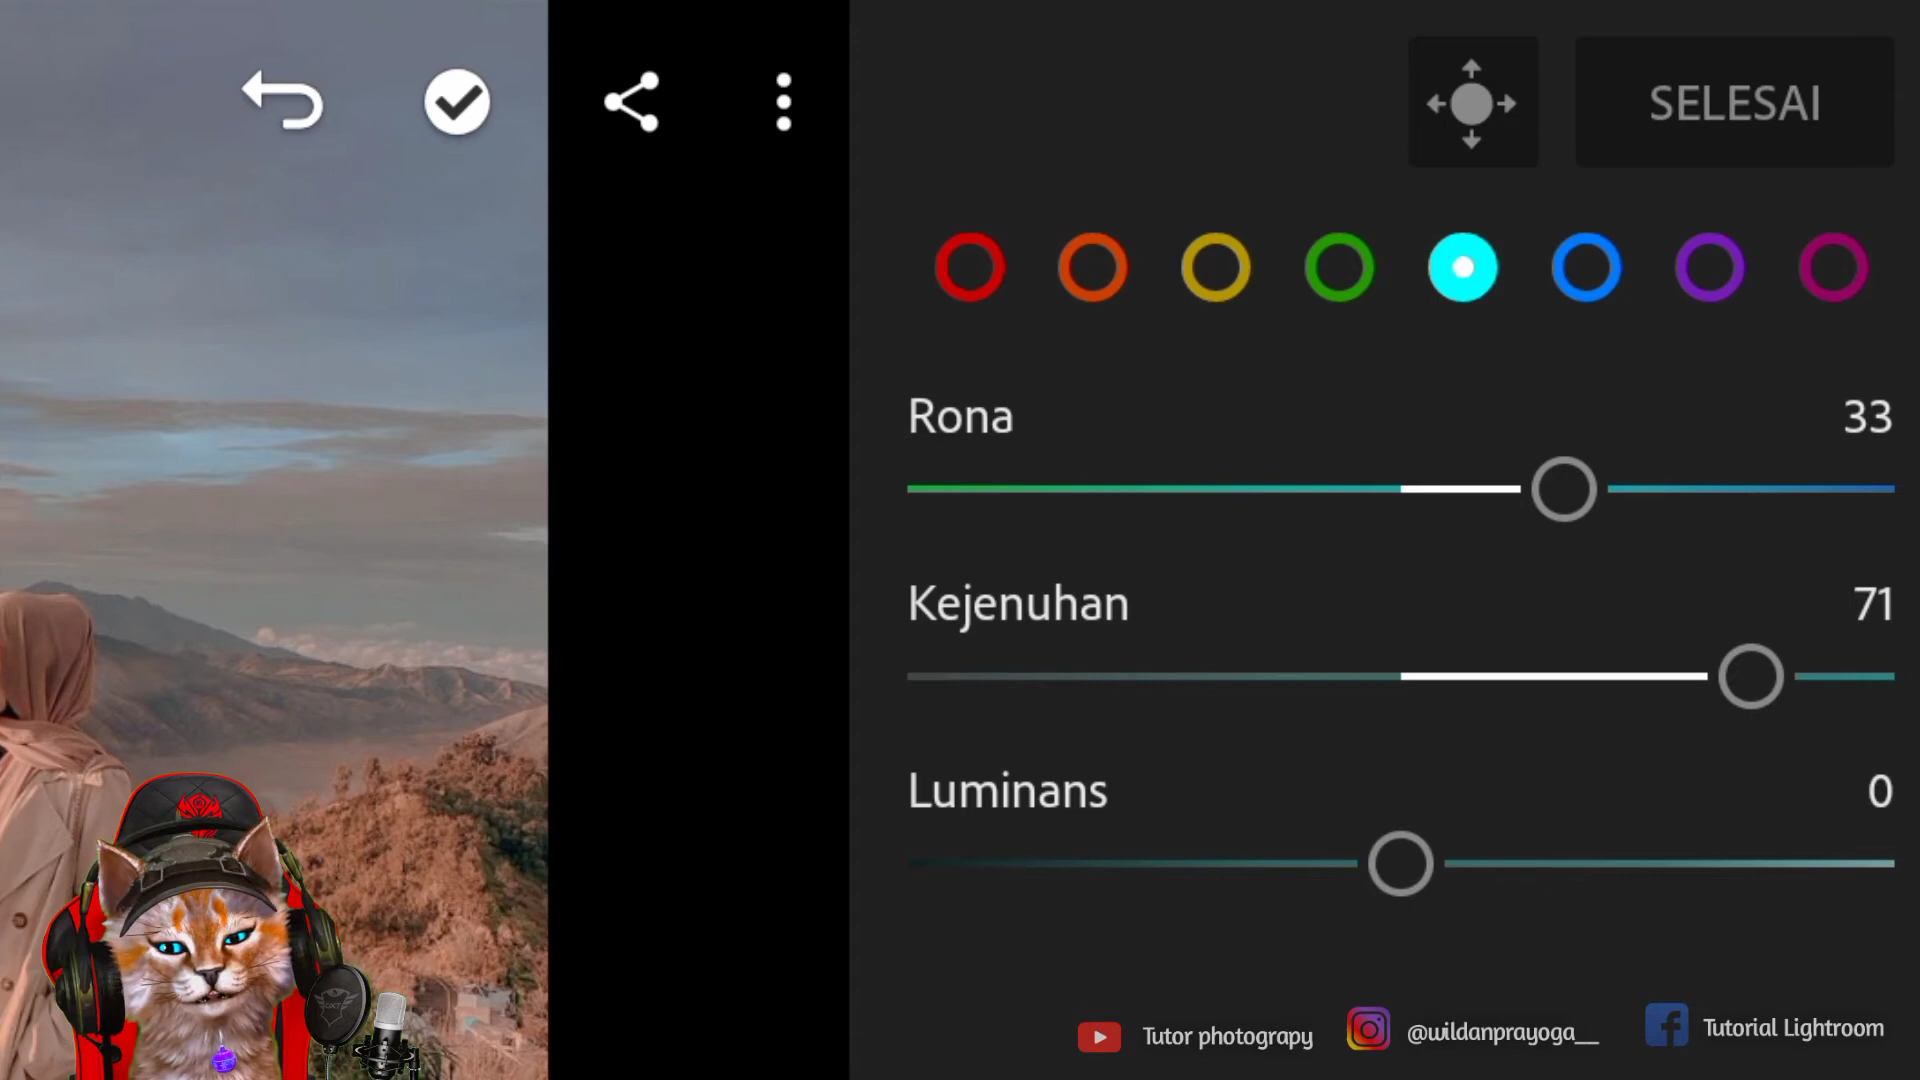 SELESAI
Rona 33
Kejenuhan 71
Luminans 0
Tutor photograpy
@wildanprayoga__
Tutorial Lightroom